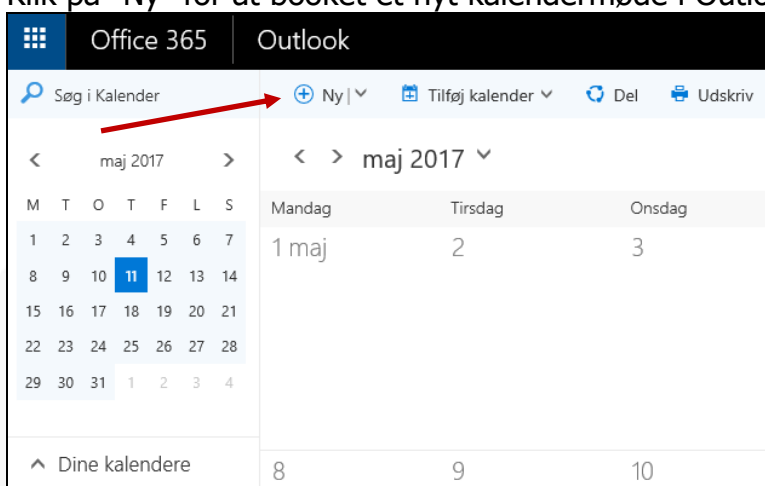 Klik på "Ny" for at booket et nyt kalendermøde i Outlo
Office 365 Outlook
Søg i Kalender
Ny Tilføj kalender Del Udskriv
maj 2017
M T O T F L S
1 2 3 4 5 6 7
8 9 10 11 12 13 14
15 16 17 18 19 20 21
22 23 24 25 26 27 28
29 30 31 1 2 3 4
Dine kalendere
maj 2017
Mandag Tirsdag Onsdag
1 maj 2 3
8 9 10